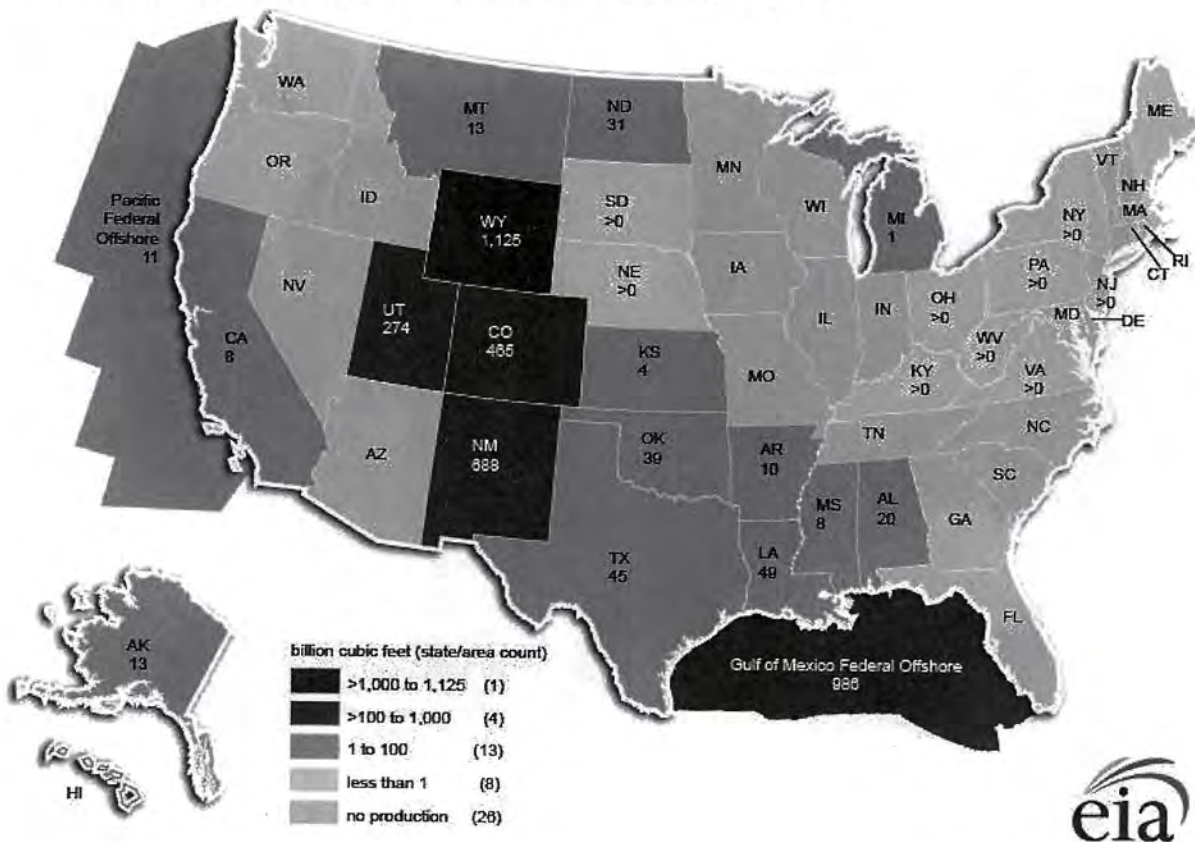 WA
MT
13
ND
31
MN
ME
OR
ID
Pacific
Federal
Offshore
11
WY
1,125
SD
>0
WI
MI
1
VT
NH
NY
>0
MA
RI
CT
NV
UT
274
CO
465
NE
>0
IA
IL
IN
OH
>0
PA
>0
NJ
>0
MD
DE
WV
>0
VA
>0
KY
>0
CA
8
KS
4
MO
AZ
NM
688
OK
39
AR
10
TN
NC
SC
MS
8
AL
20
GA
TX
45
LA
49
FL
Gulf of Mexico Federal Offshore
986
AK
13
HI
billion cubic feet (state/area count)
>1,000 to 1,125 (1)
>100 to 1,000 (4)
1 to 100 (13)
less than 1 (8)
no production (26)
eia